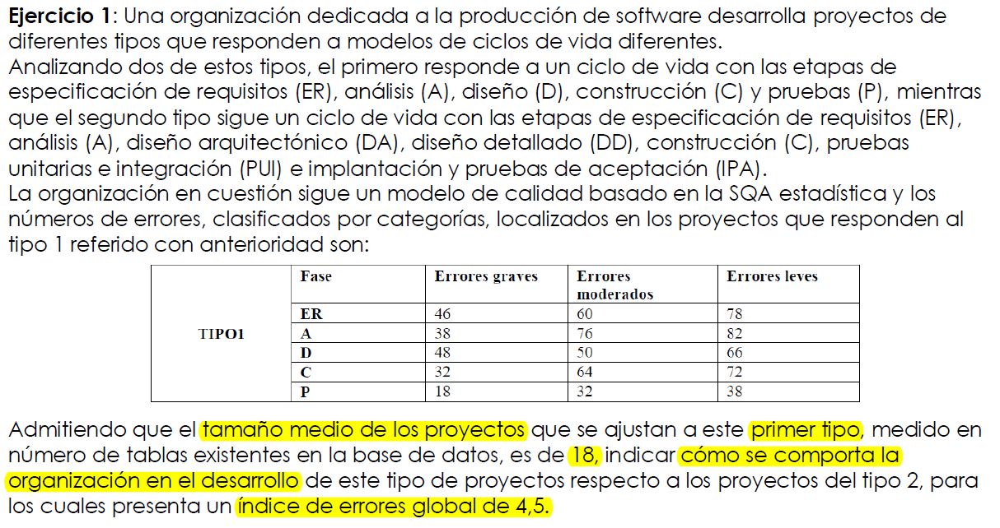 Ejercicio 1: Una organización dedicada a la producción de software desarrolla proyectos de
diferentes tipos que responden a modelos de ciclos de vida diferentes.
Analizando dos de estos tipos, el primero responde a un ciclo de vida con las etapas de
especificación de requisitos (ER), análisis (A), diseño (D), construcción (C) y pruebas (P), mientras
que el segundo tipo sigue un ciclo de vida con las etapas de especificación de requisitos (ER),
análisis (A), diseño arquitectónico (DA), diseño detallado (DD), construcción (C), pruebas
unitarias e integración (PUI) e implantación y pruebas de aceptación (IPA).
La organización en cuestión sigue un modelo de calidad basado en la SQA estadística y los
números de errores, clasificados por categorías, localizados en los proyectos que responden al
tipo 1 referido con anterioridad son:
Fase Errores graves Errores moderados Errores leves
ER 46 60 78
TIPO1 A 38 76 82
D 48 50 66
C 32 64 72
P 18 32 38
Admitiendo que el tamaño medio de los proyectos que se ajustan a este primer tipo, medido en
número de tablas existentes en la base de datos, es de 18, indicar cómo se comporta la
organización en el desarrollo de este tipo de proyectos respecto a los proyectos del tipo 2, para
los cuales presenta un índice de errores global de 4,5.